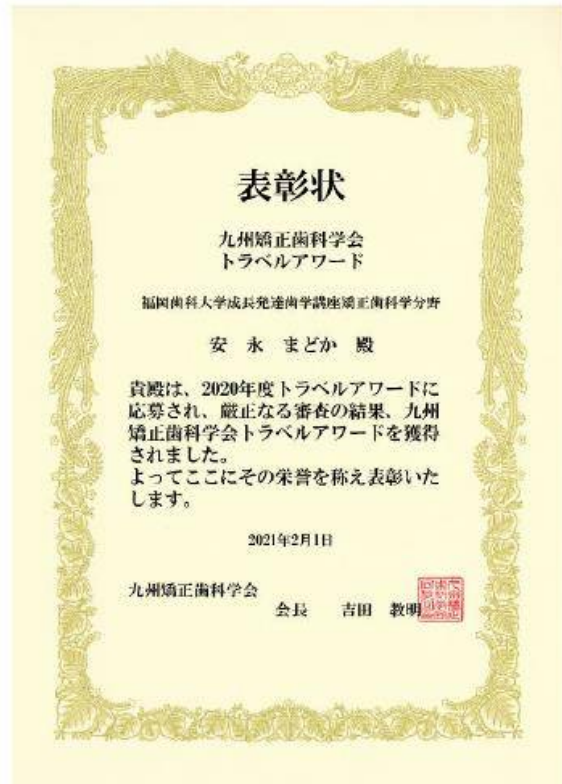 表彰状
九州矯正歯科学会
トラベルアワード
福岡歯科大学成長発達歯学講座矯正歯科学分野
安 永 まどか 殿
貴殿は、2020年度トラベルアワードに
応募され、厳正なる審査の結果、九州
矯正歯科学会トラベルアワードを獲得
されました。
よってここにその栄誉を称え表彰いた
します。
2021年2月1日
九州矯正歯科学会
会長 吉田 教明